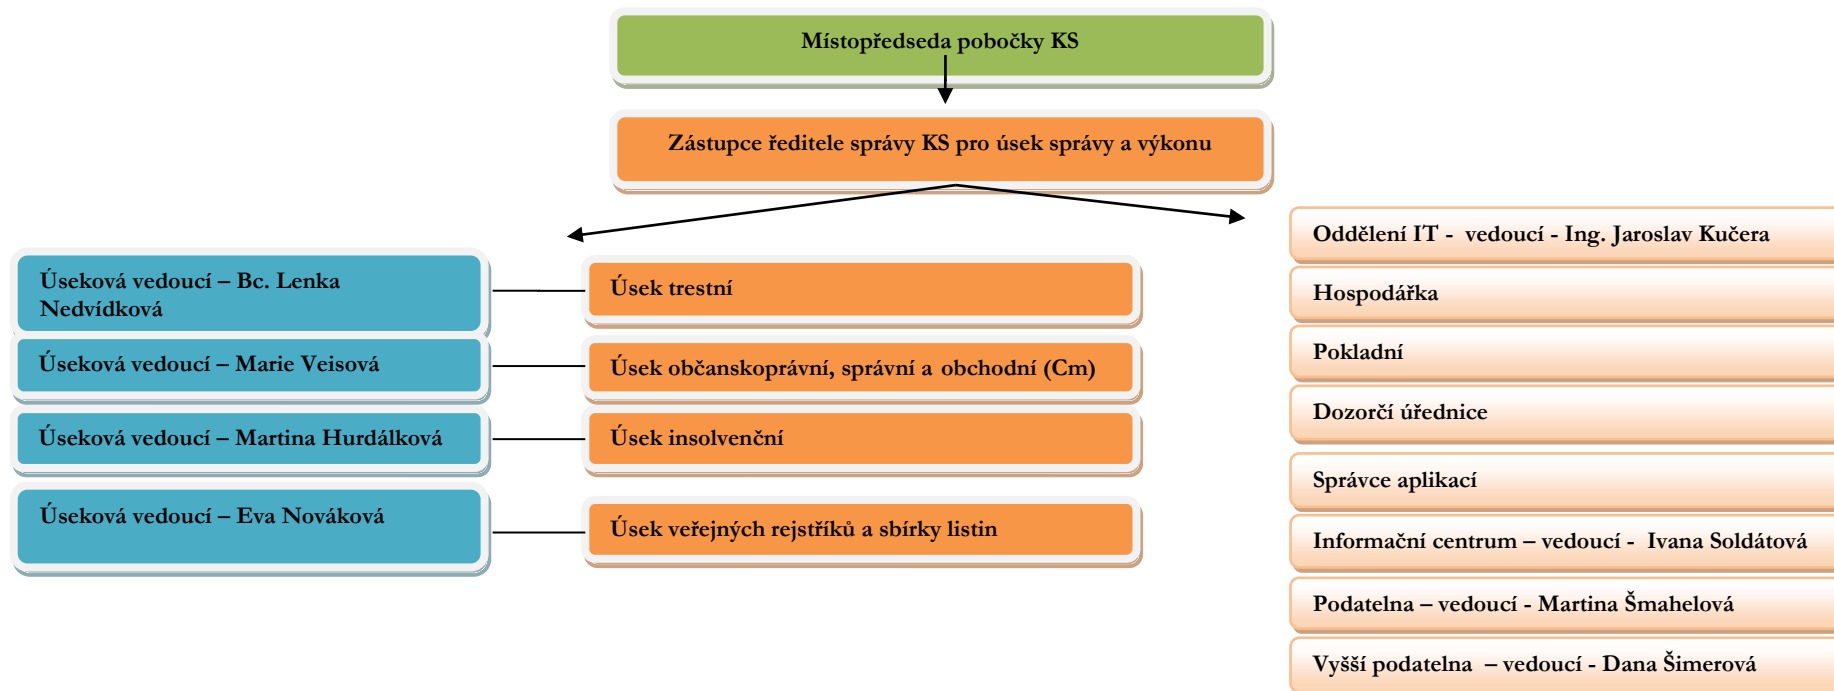 Místopředseda pobočky KS
Zástupce ředitele správy KS pro úsek správy a výkonu
Úseková vedoucí – Bc. Lenka
Nedvídková
Úsek trestní
Úseková vedoucí – Marie Veisová
Úsek občanskoprávní, správní a obchodní (Cm)
Úseková vedoucí – Martina Hurdálková
Úsek insolvenční
Úseková vedoucí – Eva Nováková
Úsek veřejných rejstříků a sbírky listin
Oddělení IT - vedoucí - Ing. Jaroslav Kučera
Hospodářka
Pokladní
Dozorčí úřednice
Správce aplikací
Informační centrum – vedoucí - Ivana Soldátová
Podatelna – vedoucí - Martina Šmahelová
Vyšší podatelna – vedoucí - Dana Šimerová